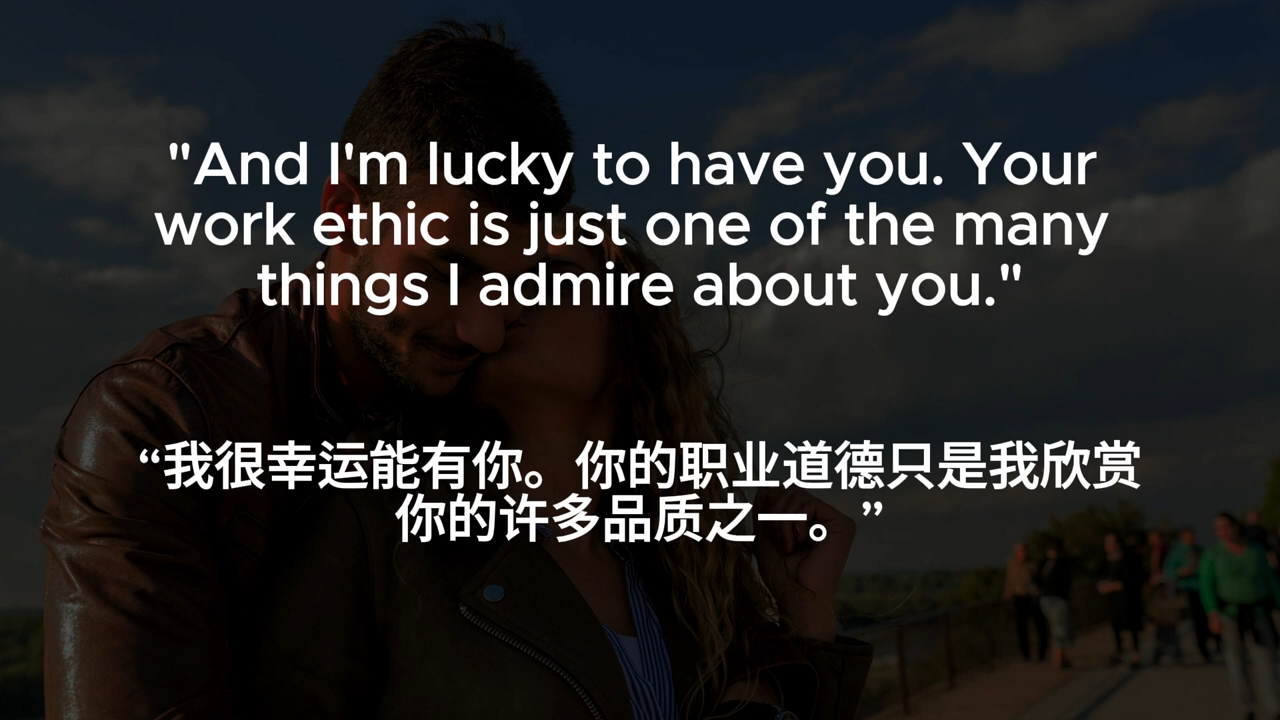 "And I'm lucky to have you. Your
work ethic is just one of the many
things I admire about you."
“我很幸运能有你。你的职业道德只是我欣赏
你的许多品质之一。”